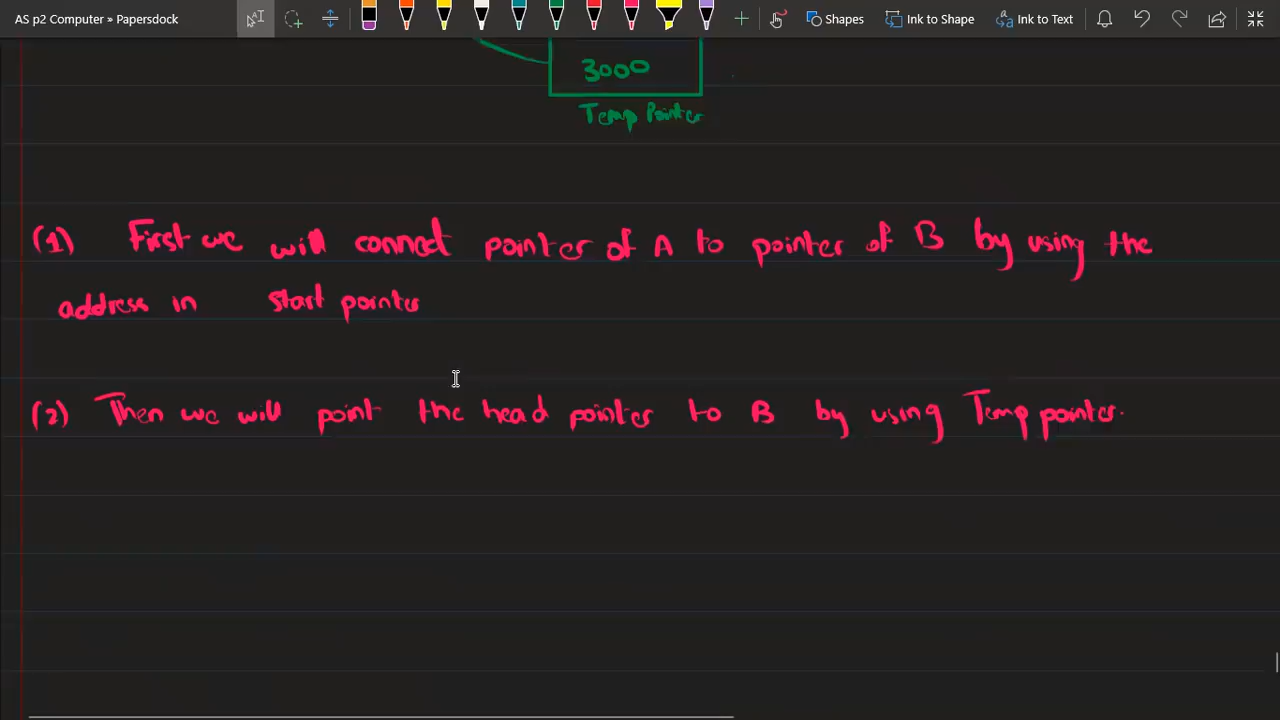 AS p2 Computer » Papersdock
Shapes
Ink to Shape
Ink to Text
3000
Temp Pointer
(1) First we will connect pointer of A to pointer of B by using the
address in start pointer
(2) Then we will point the head pointer to B by using Temp pointer.